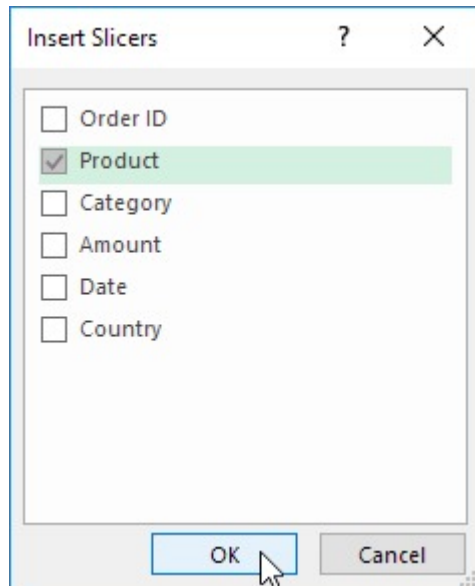 Insert Slicers ?
Order ID
Product
Category
Amount
Date
Country
OK Cancel